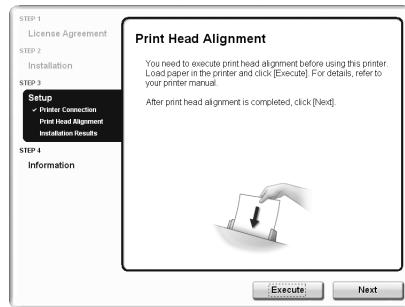 STEP 1
License Agreement
STEP 2
Installation
STEP 3
Setup
✓ Printer Connection
Print Head Alignment
Installation Results
STEP 4
Information
Print Head Alignment
You need to execute print head alignment before using this printer.
Load paper in the printer and click [Execute]. For details, refer to
your printer manual.
After print head alignment is completed, click [Next].
Execute
Next